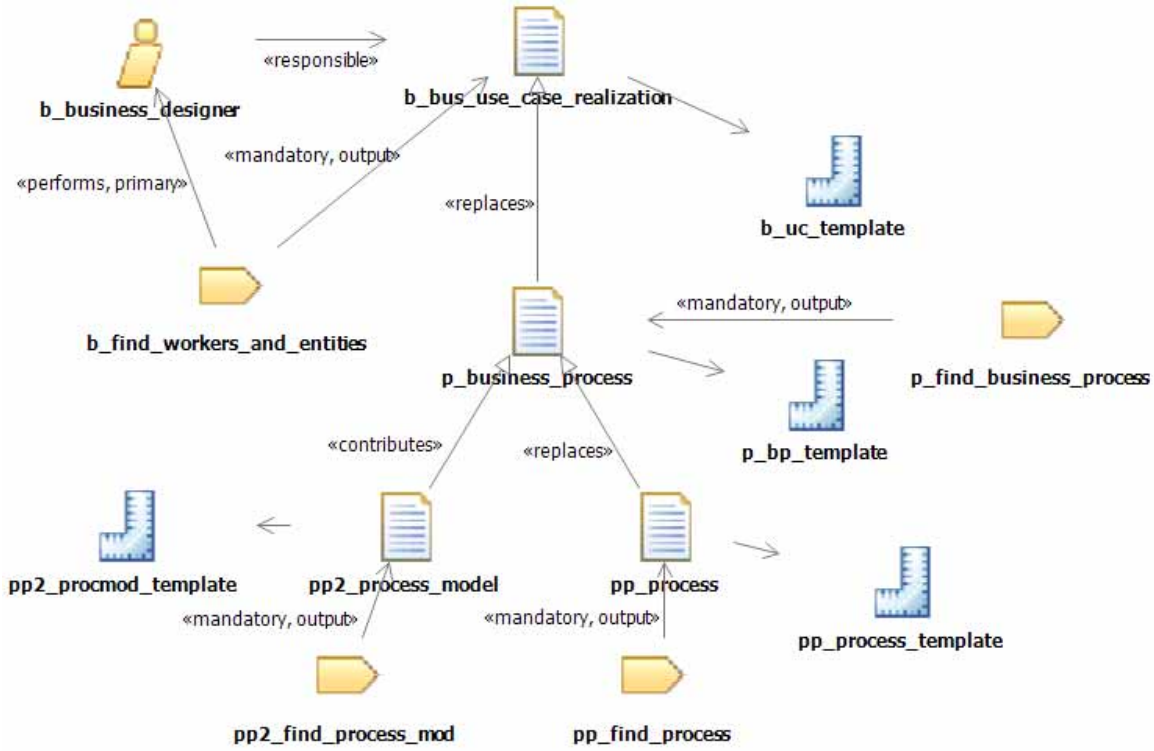 «responsible»
b_business_designer
b_bus_use_case_realization
«mandatory, output»
«performs, primary»
«replaces»
b_uc_template
b_find_workers_and_entities
«mandatory, output»
p_business_process
p_find_business_process
«contributes»
«replaces»
p_bp_template
pp2_procmod_template
pp2_process_model
pp_process
«mandatory, output»
«mandatory, output»
pp_process_template
pp2_find_process_mod
pp_find_process